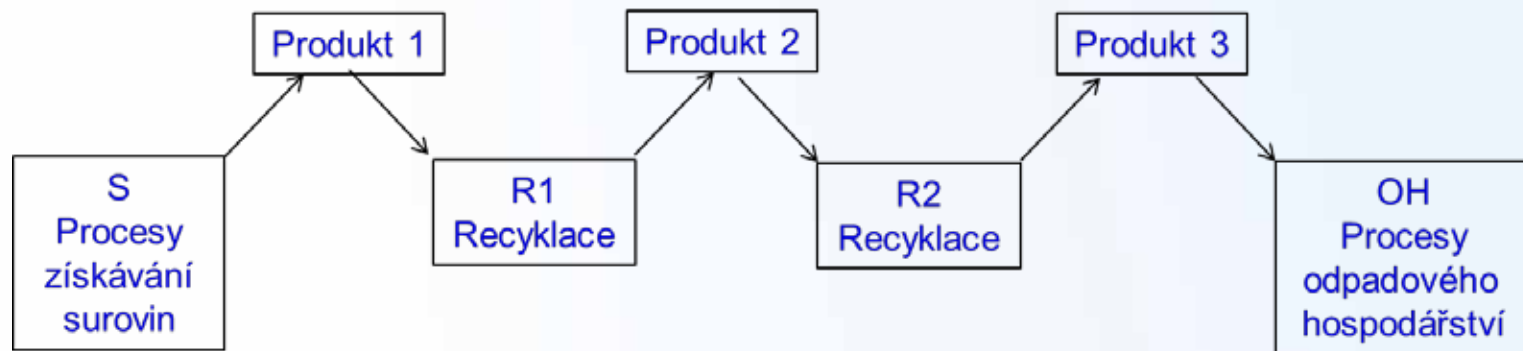 Produkt 1
Produkt 2
Produkt 3
S
Procesy
získávání
surovin
R1
Recyklace
R2
Recyklace
OH
Procesy
odpadového
hospodářství